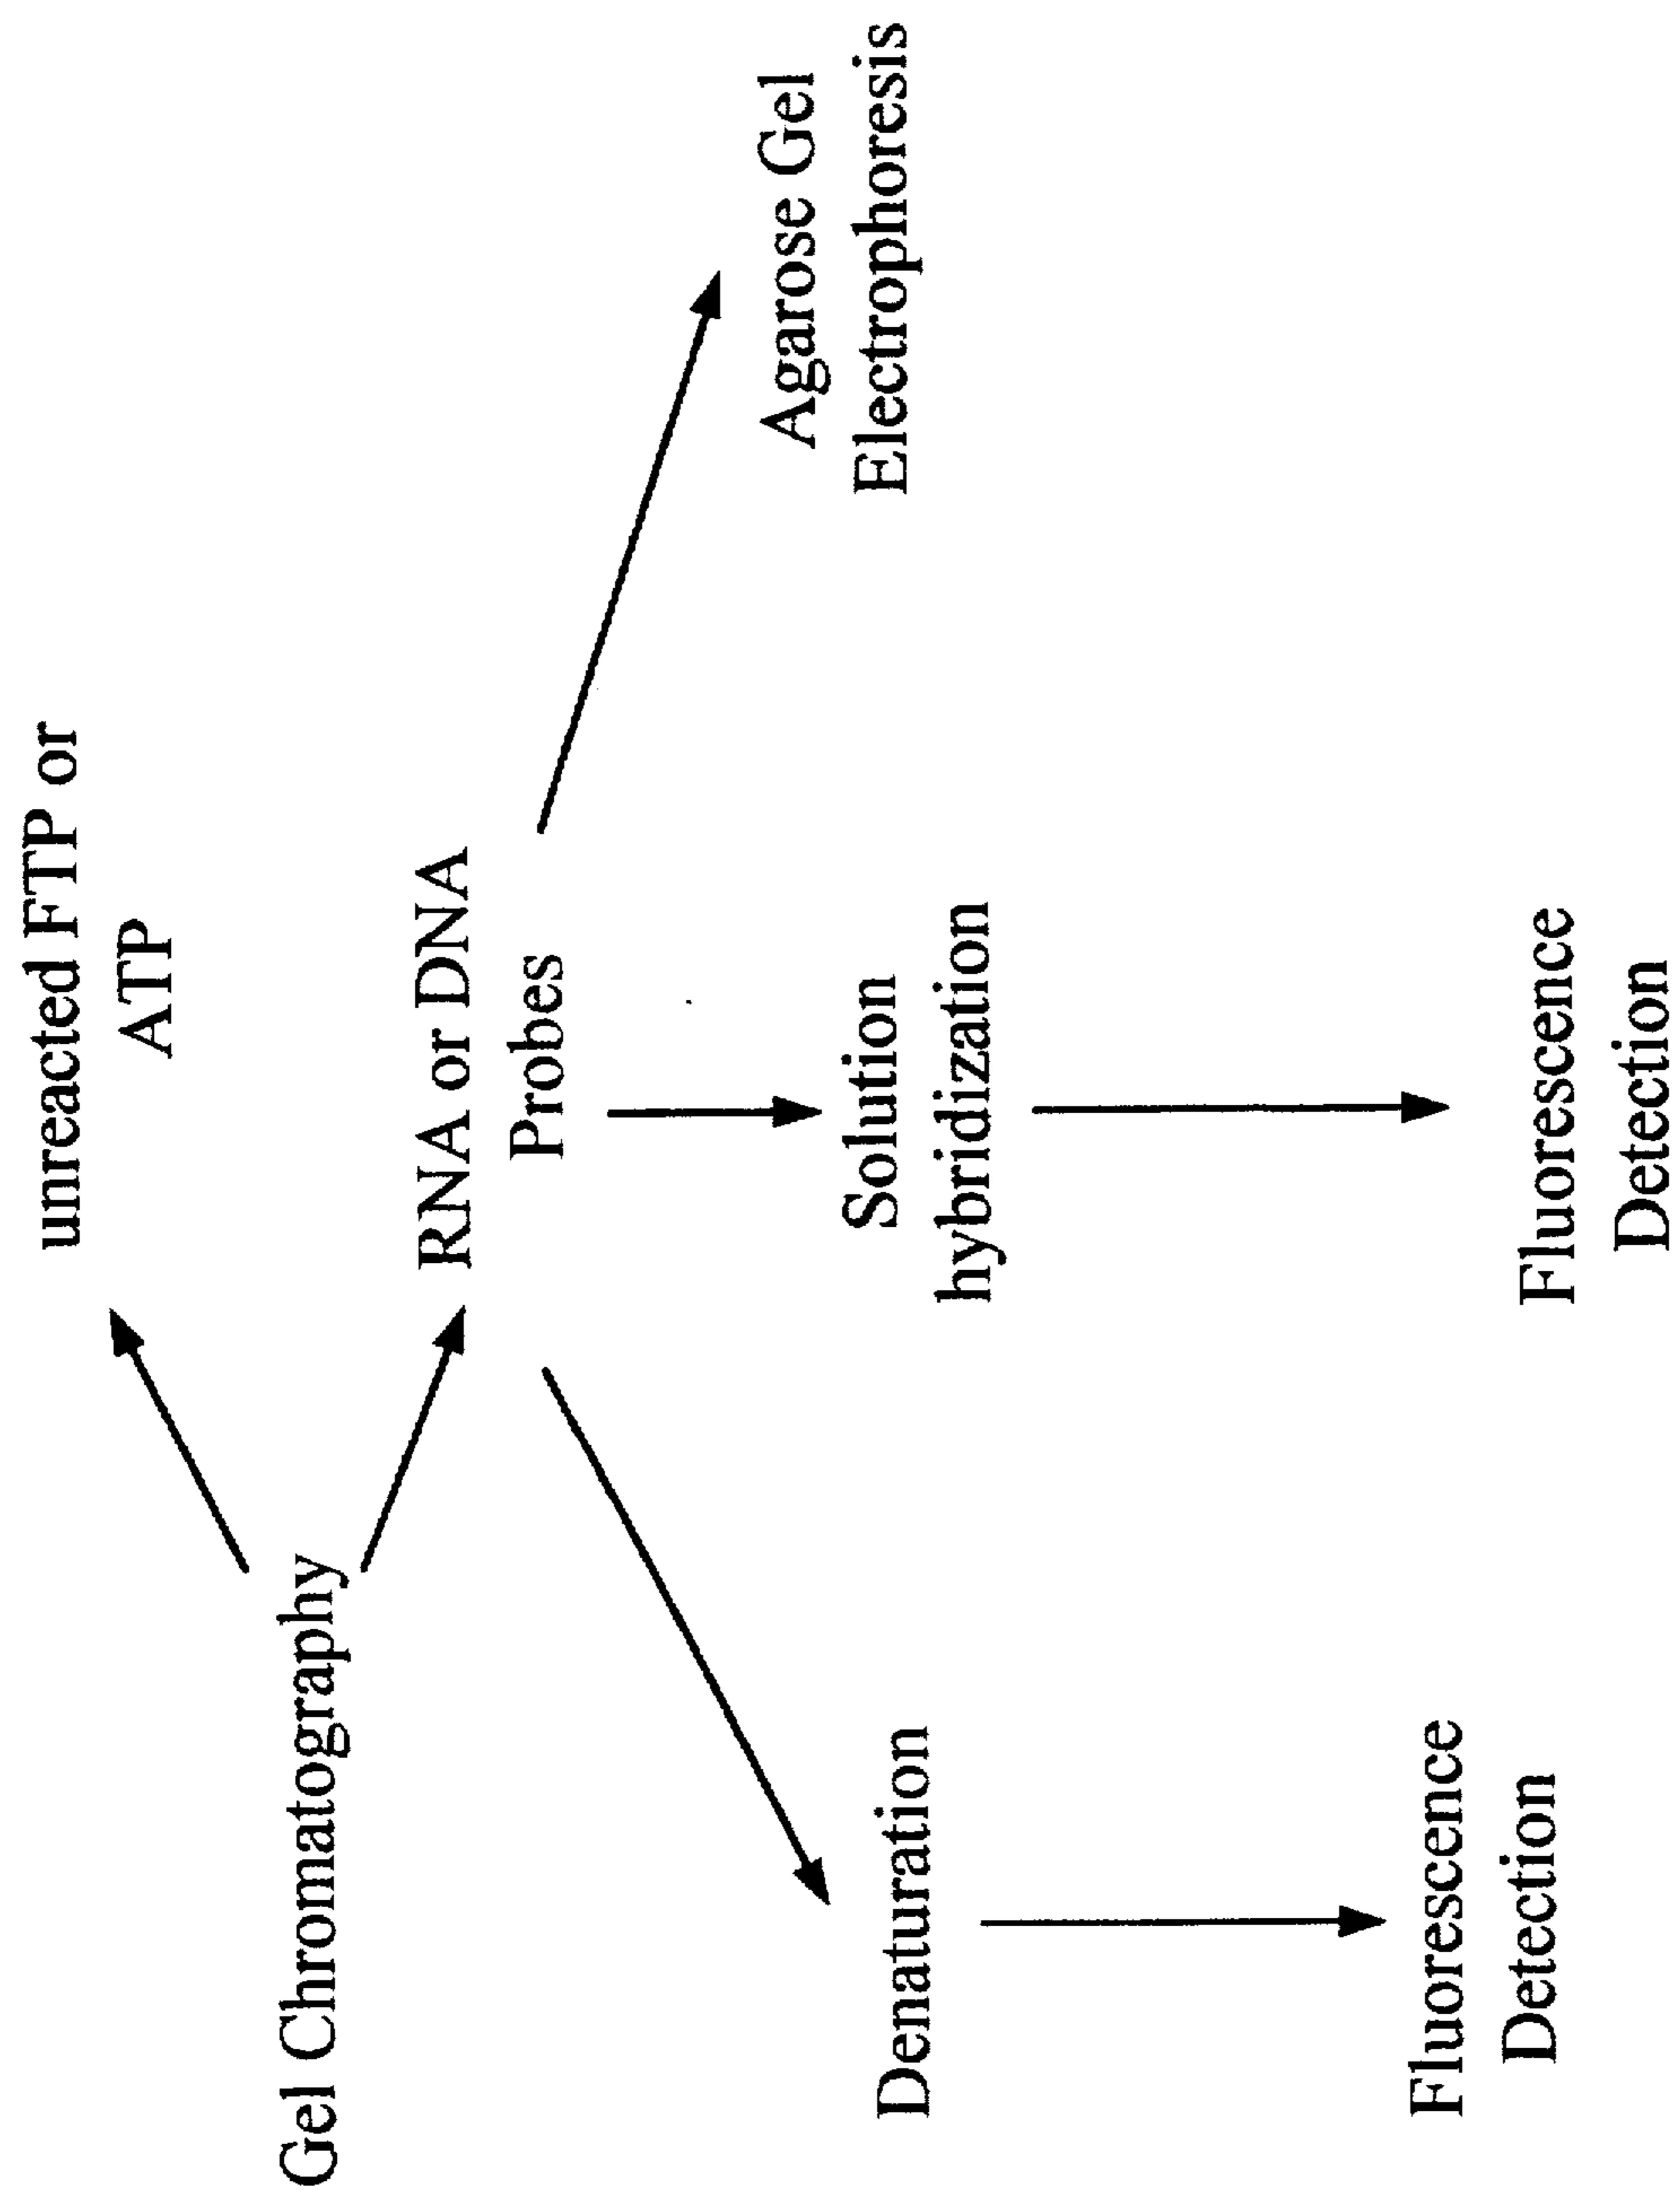 unreacted FTP or
ATP
Gel Chromatography
RNA or DNA
Probes
Denaturation
Solution
hybridization
Agarose Gel
Electrophoresis
Fluorescence
Detection
Fluorescence
Detection